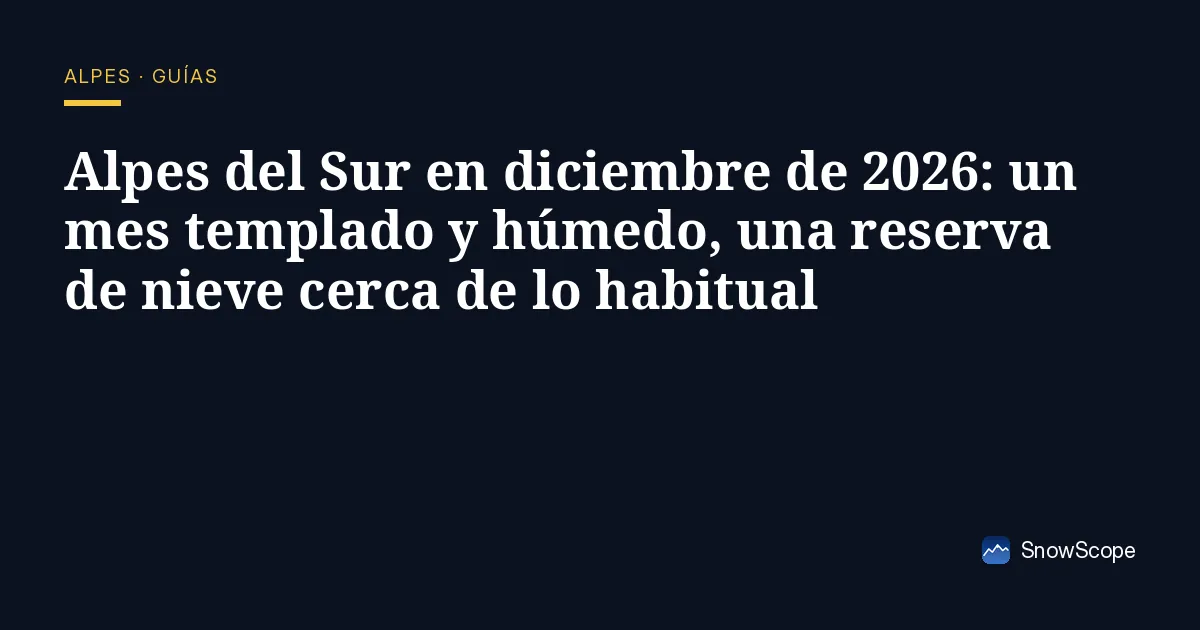 ALPES · GUÍAS
Alpes del Sur en diciembre de 2026: un
mes templado y húmedo, una reserva
de nieve cerca de lo habitual
SnowScope